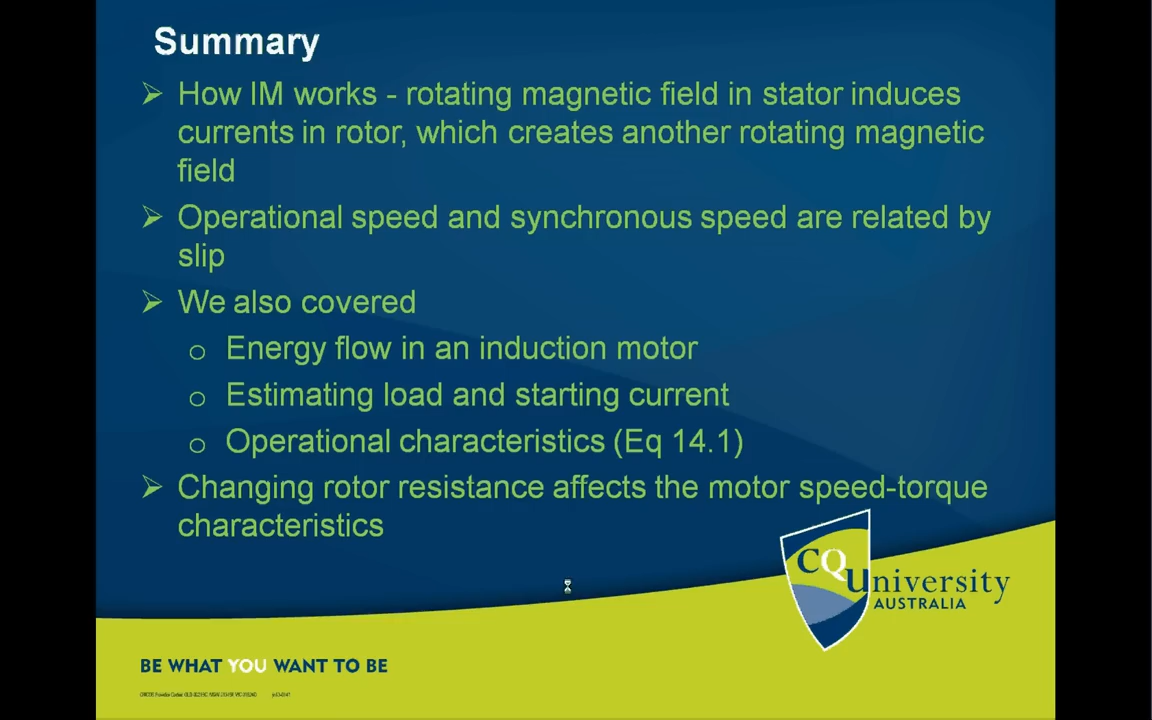 Summary
➢ How IM works - rotating magnetic field in stator induces
currents in rotor, which creates another rotating magnetic
field
➢ Operational speed and synchronous speed are related by
slip
➢ We also covered
o Energy flow in an induction motor
o Estimating load and starting current
o Operational characteristics (Eq 14.1)
➢ Changing rotor resistance affects the motor speed-torque
characteristics
CQUniversity
AUSTRALIA
BE WHAT YOU WANT TO BE